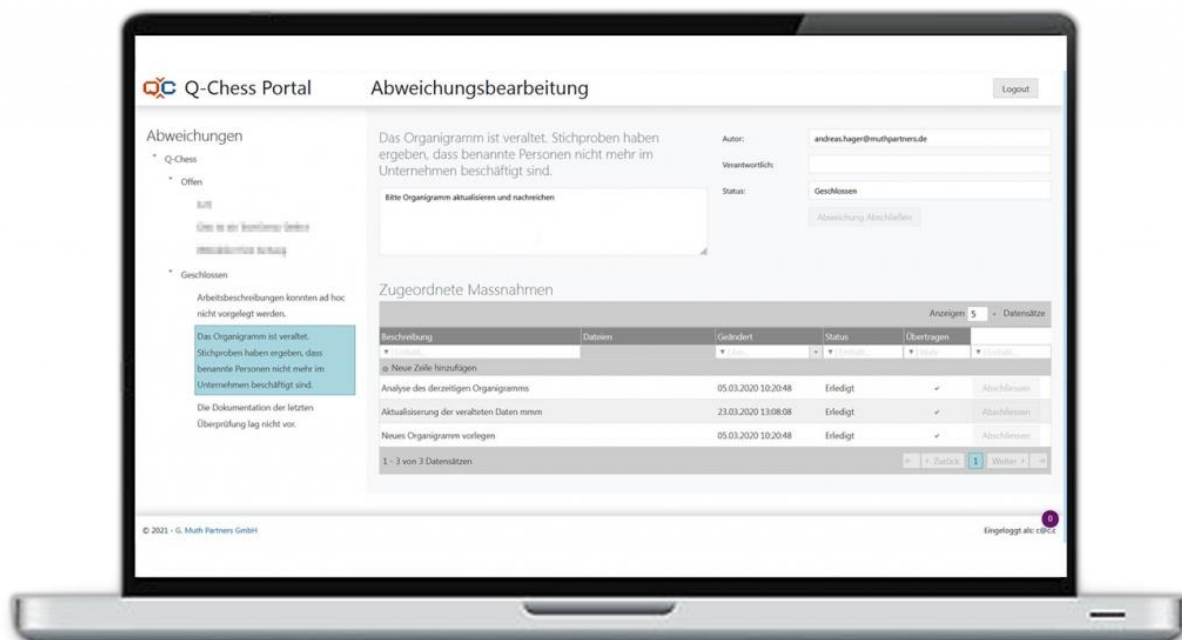 QC Q-Chess Portal
Abweichungsbearbeitung
Logout
Abweichungen
Q-Chess
Offen
Geschlossen
Arbeitsbeschreibungen konnten ad hoc
nicht vorgelegt werden.
Das Organigramm ist veraltet.
Stichproben haben ergeben, dass
benannte Personen nicht mehr im
Unternehmen beschäftigt sind.
Die Dokumentation der letzten
Überprüfung lag nicht vor.
Das Organigramm ist veraltet. Stichproben haben
ergeben, dass benannte Personen nicht mehr im
Unternehmen beschäftigt sind.
Bitte Organigramm aktualisieren und nachreichen
Autor: andreas.hager@muthpartners.de
Verantwortlich:
Status: Geschlossen
Abweichung Abschließen
Zugeordnete Massnahmen
Anzeigen 5 Datensätze
Beschreibung Dateien Geändert Status Übertragen
Neue Zeile hinzufügen
Analyse des derzeitigen Organigramms 05.03.2020 10:20:48 Erledigt Abschliessen
Aktualisiserung der veralteten Daten mmm 23.03.2020 13:08:08 Erledigt Abschliessen
Neues Organigramm vorlegen 05.03.2020 10:20:48 Erledigt Abschliessen
1 - 3 von 3 Datensätzen Zurück 1 Weiter
© 2021 - G. Muth Partners GmbH
0
Eingeloggt als: c@c.c